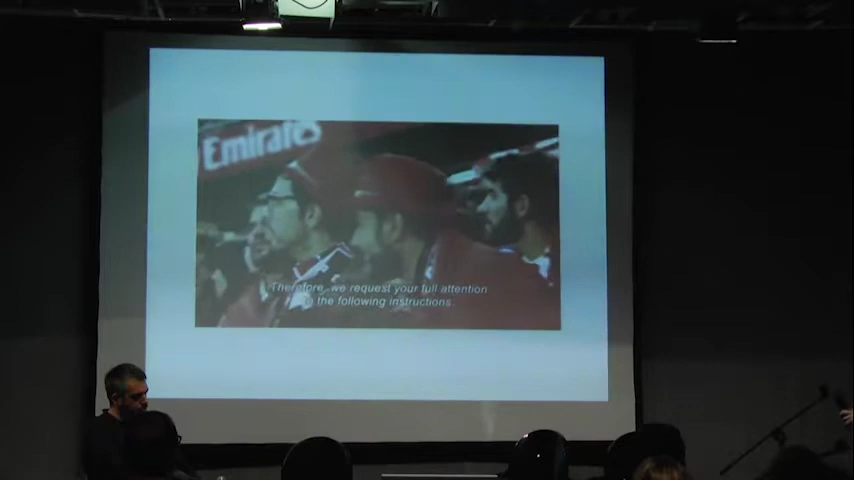 Emirates
Therefore, we request your full attention
to the following instructions